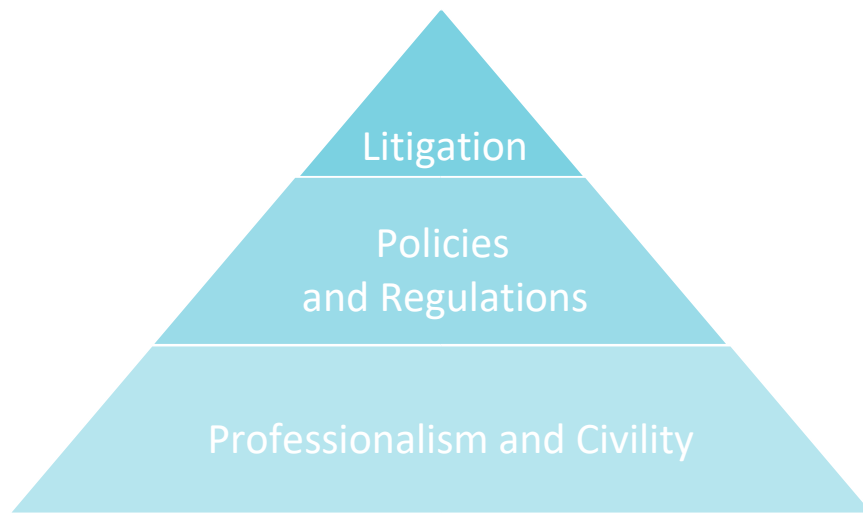 Litigation
Policies
and Regulations
Professionalism and Civility